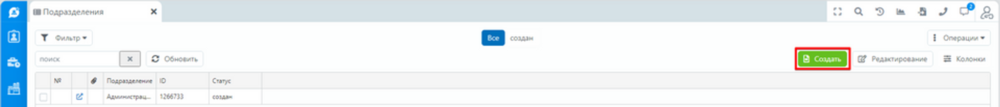 Подразделения
2
Фильтр Все создан Операции
поиск Обновить Создать Редактирование Колонки
№ Подразделение ID Статус
Администрац... 1266733 создан